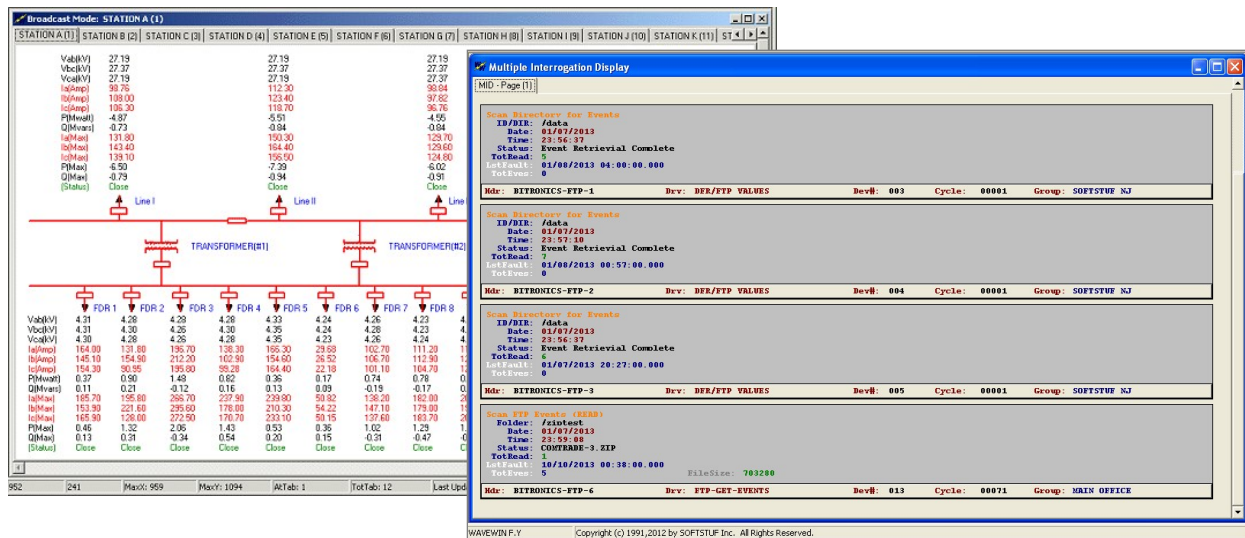 Broadcast Mode: STATION A (1)
STATION A (1) STATION B (2) STATION C (3) STATION D (4) STATION E (5) STATION F (6) STATION G (7) STATION H (8) STATION I (9) STATION J (10) STATION K (11) ST
Vab(kV) 27.19 27.19 27.19
Vbc(kV) 27.37 27.37 27.37
Vca(kV) 27.19 27.19 27.37
Ia(Amp) 98.76 112.30 98.84
Ib(Amp) 108.00 123.40 97.82
Ic(Amp) 106.30 118.70 96.76
P(Mwatt) -4.87 -5.51 -4.55
Q(Mvars) -0.73 -0.84 -0.84
Ia(Max) 131.80 150.30 129.70
Ib(Max) 143.40 164.40 129.60
Ic(Max) 139.10 156.50 124.80
P(Max) -6.50 -7.39 -6.02
Q(Max) -0.79 -0.94 -0.91
(Status) Close Close Close
Line I Line II Line
TRANSFORMER(#1) TRANSFORMER(#2)
FDR 1 FDR 2 FDR 3 FDR 4 FDR 5 FDR 6 FDR 7 FDR 8
Vab(kV) 4.31 4.28 4.28 4.28 4.33 4.24 4.26 4.23
Vbc(kV) 4.31 4.30 4.26 4.30 4.35 4.24 4.28 4.23
Vca(kV) 4.30 4.28 4.26 4.28 4.35 4.23 4.26 4.24
Ia(Amp) 164.00 131.80 196.70 138.30 166.30 29.68 102.70 111.20
Ib(Amp) 145.10 154.90 212.20 102.90 154.60 26.52 106.70 112.90
Ic(Amp) 154.30 90.95 195.80 99.28 164.40 22.18 101.10 104.70
P(Mwatt) 0.37 0.90 1.48 0.82 0.36 0.17 0.74 0.78
Q(Mvars) 0.11 0.21 -0.12 0.16 0.13 0.09 -0.19 -0.17
Ia(Max) 185.70 195.80 266.70 237.90 239.80 50.82 138.20 182.00
Ib(Max) 153.90 221.60 295.60 178.00 210.30 54.22 147.10 179.00
Ic(Max) 165.90 128.00 272.50 170.70 233.10 50.15 137.60 183.70
P(Max) 0.46 1.32 2.06 1.43 0.53 0.36 1.02 1.29
Q(Max) 0.13 0.31 -0.34 0.54 0.20 0.15 -0.31 -0.47
(Status) Close Close Close Close Close Close Close Close
952 241 MaxX: 959 MaxY: 1094 AtTab: 1 TotTab: 12 Last Upd
Multiple Interrogation Display
MID - Page (1)
Scan Directory for Events
ID/DIR: /data
Date: 01/07/2013
Time: 23:56:37
Status: Event Retrievial Complete
TotRead: 5
LstFault: 01/08/2013 04:00:00.000
TotEves: 0
Hdr: BITRONICS-FTP-1 Drv: DFR/FTP VALUES Dev#: 003 Cycle: 00001 Group: SOFTSTUF NJ
Scan Directory for Events
ID/DIR: /data
Date: 01/07/2013
Time: 23:57:10
Status: Event Retrievial Complete
TotRead: 7
LstFault: 01/08/2013 00:57:00.000
TotEves: 0
Hdr: BITRONICS-FTP-2 Drv: DFR/FTP VALUES Dev#: 004 Cycle: 00001 Group: SOFTSTUF NJ
Scan Directory for Events
ID/DIR: /data
Date: 01/07/2013
Time: 23:56:37
Status: Event Retrievial Complete
TotRead: 6
LstFault: 01/07/2013 20:27:00.000
TotEves: 0
Hdr: BITRONICS-FTP-3 Drv: DFR/FTP VALUES Dev#: 005 Cycle: 00001 Group: SOFTSTUF NJ
Scan FTP Events (READ)
Folder: /ziptest
Date: 01/07/2013
Time: 23:59:08
Status: COMTRADE-3.ZIP
TotRead: 1
LstFault: 10/10/2013 00:38:00.000
TotEves: 5 FileSize: 703280
Hdr: BITRONICS-FTP-6 Drv: FTP-GET-EVENTS Dev#: 013 Cycle: 00071 Group: MAIN OFFICE
WAVEWIN F.Y Copyright (c) 1991,2012 by SOFTSTUF Inc. All Rights Reserved.